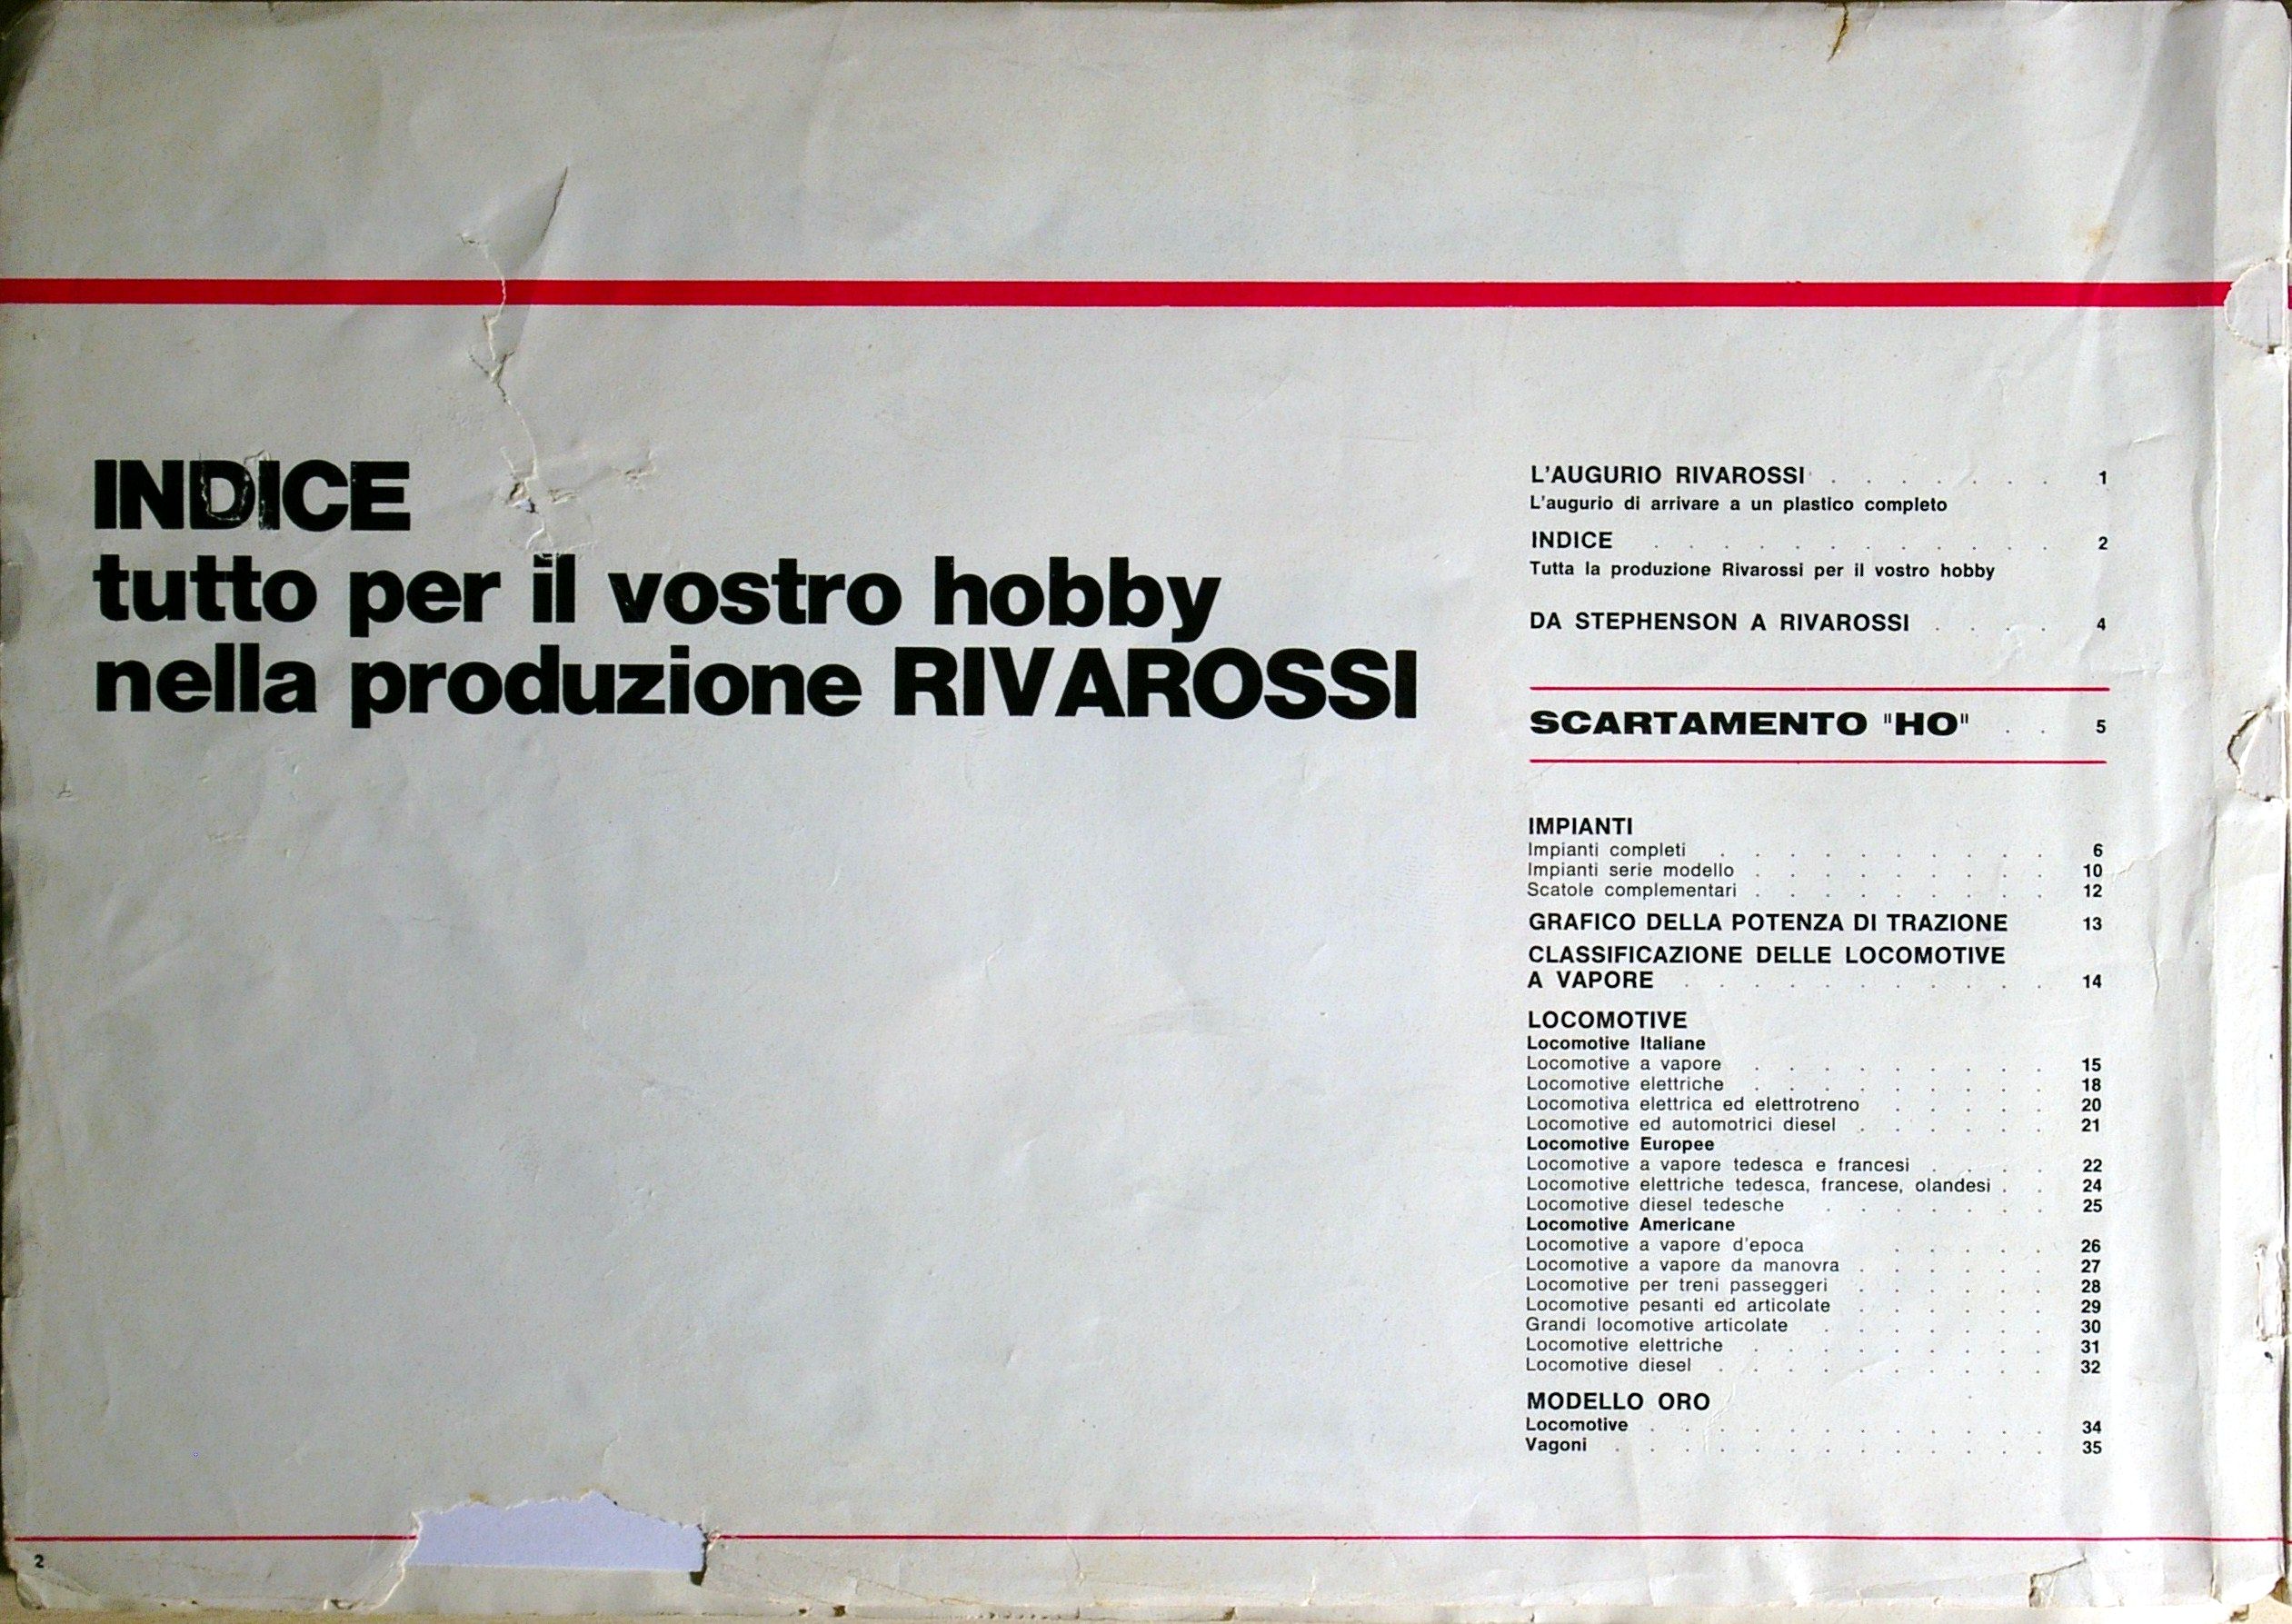 INDICE
tutto per il vostro hobby
nella produzione RIVAROSSI
L'AUGURIO RIVAROSSI . . . . . . . 1
L'augurio di arrivare a un plastico completo
INDICE . . . . . . . . . . . . 2
Tutta la produzione Rivarossi per il vostro hobby
DA STEPHENSON A RIVAROSSI . . . . 4
SCARTAMENTO "HO" . . 5
IMPIANTI
Impianti completi . . . . . . . . . . 6
Impianti serie modello . . . . . . . . . 10
Scatole complementari . . . . . . . . . 12
GRAFICO DELLA POTENZA DI TRAZIONE 13
CLASSIFICAZIONE DELLE LOCOMOTIVE
A VAPORE . . . . . . . . . . . 14
LOCOMOTIVE
Locomotive Italiane
Locomotive a vapore . . . . . . . . . 15
Locomotive elettriche . . . . . . . . . 18
Locomotiva elettrica ed elettrotreno . . . . . 20
Locomotive ed automotrici diesel . . . . . . 21
Locomotive Europee
Locomotive a vapore tedesca e francesi . . . . 22
Locomotive elettriche tedesca, francese, olandesi . . 24
Locomotive diesel tedesche . . . . . . . 25
Locomotive Americane
Locomotive a vapore d'epoca . . . . . 26
Locomotive a vapore da manovra . . . . . . 27
Locomotive per treni passeggeri . . . . . . 28
Locomotive pesanti ed articolate . . . . . . 29
Grandi locomotive articolate . . . . . . . 30
Locomotive elettriche . . . . . . . . . 31
Locomotive diesel . . . . . . . . . . 32
MODELLO ORO
Locomotive . . . . . . . . . . . . 34
Vagoni . . . . . . . . . . . . . 35
2